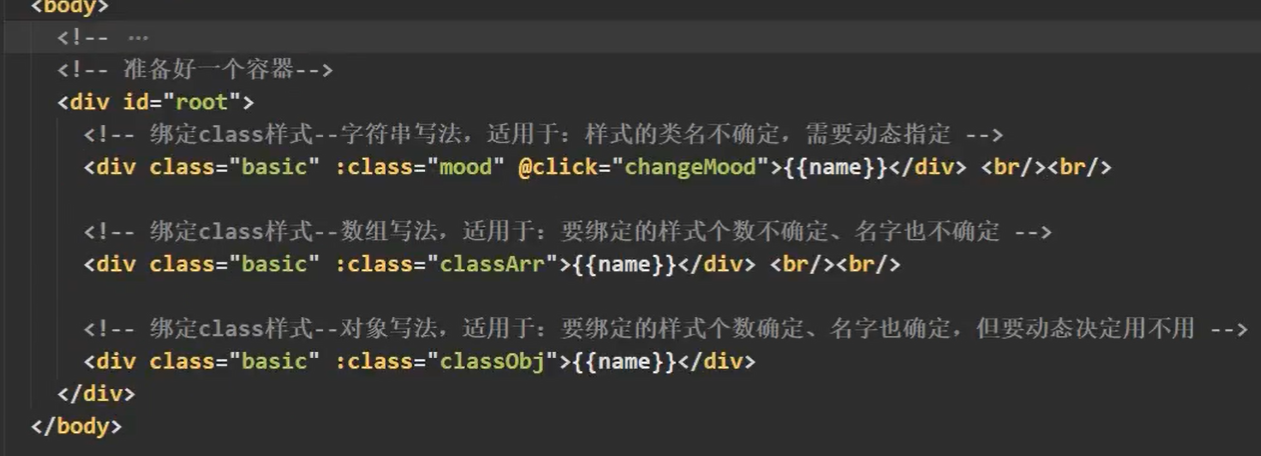 <body>
<!-- ...
<!-- 准备好一个容器-->
<div id="root">
<!-- 绑定class样式--字符串写法，适用于：样式的类名不确定，需要动态指定 -->
<div class="basic" :class="mood" @click="changeMood">{{name}}</div> <br/><br/>
<!-- 绑定class样式--数组写法，适用于：要绑定的样式个数不确定、名字也不确定 -->
<div class="basic" :class="classArr">{{name}}</div> <br/><br/>
<!-- 绑定class样式--对象写法，适用于：要绑定的样式个数确定、名字也确定，但要动态决定用不用 -->
<div class="basic" :class="classObj">{{name}}</div>
</div>
</body>